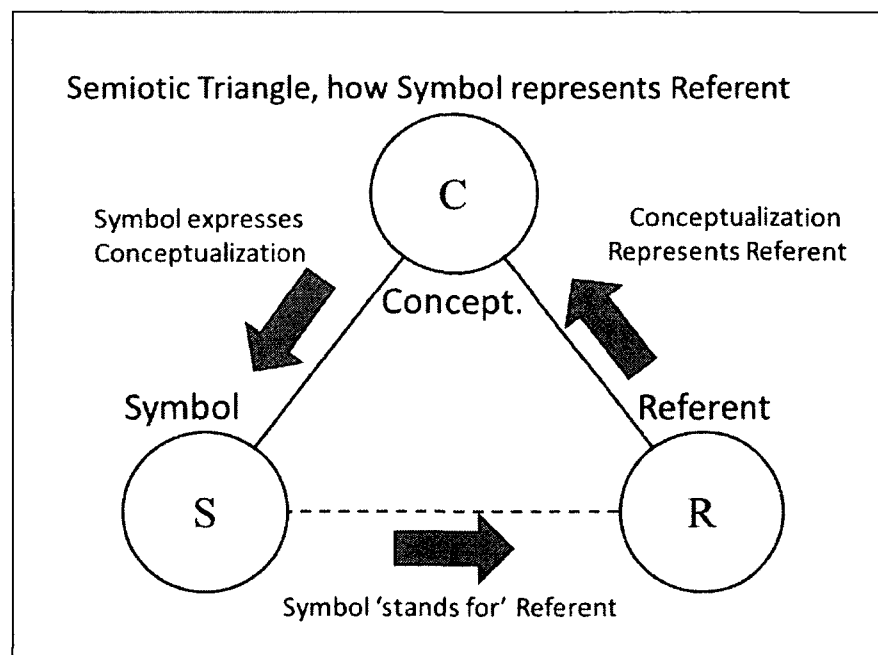 Semiotic Triangle, how Symbol represents Referent
C
Symbol expresses
Conceptualization
Conceptualization
Represents Referent
Concept.
Symbol
Referent
S
R
Symbol ‘stands for’ Referent